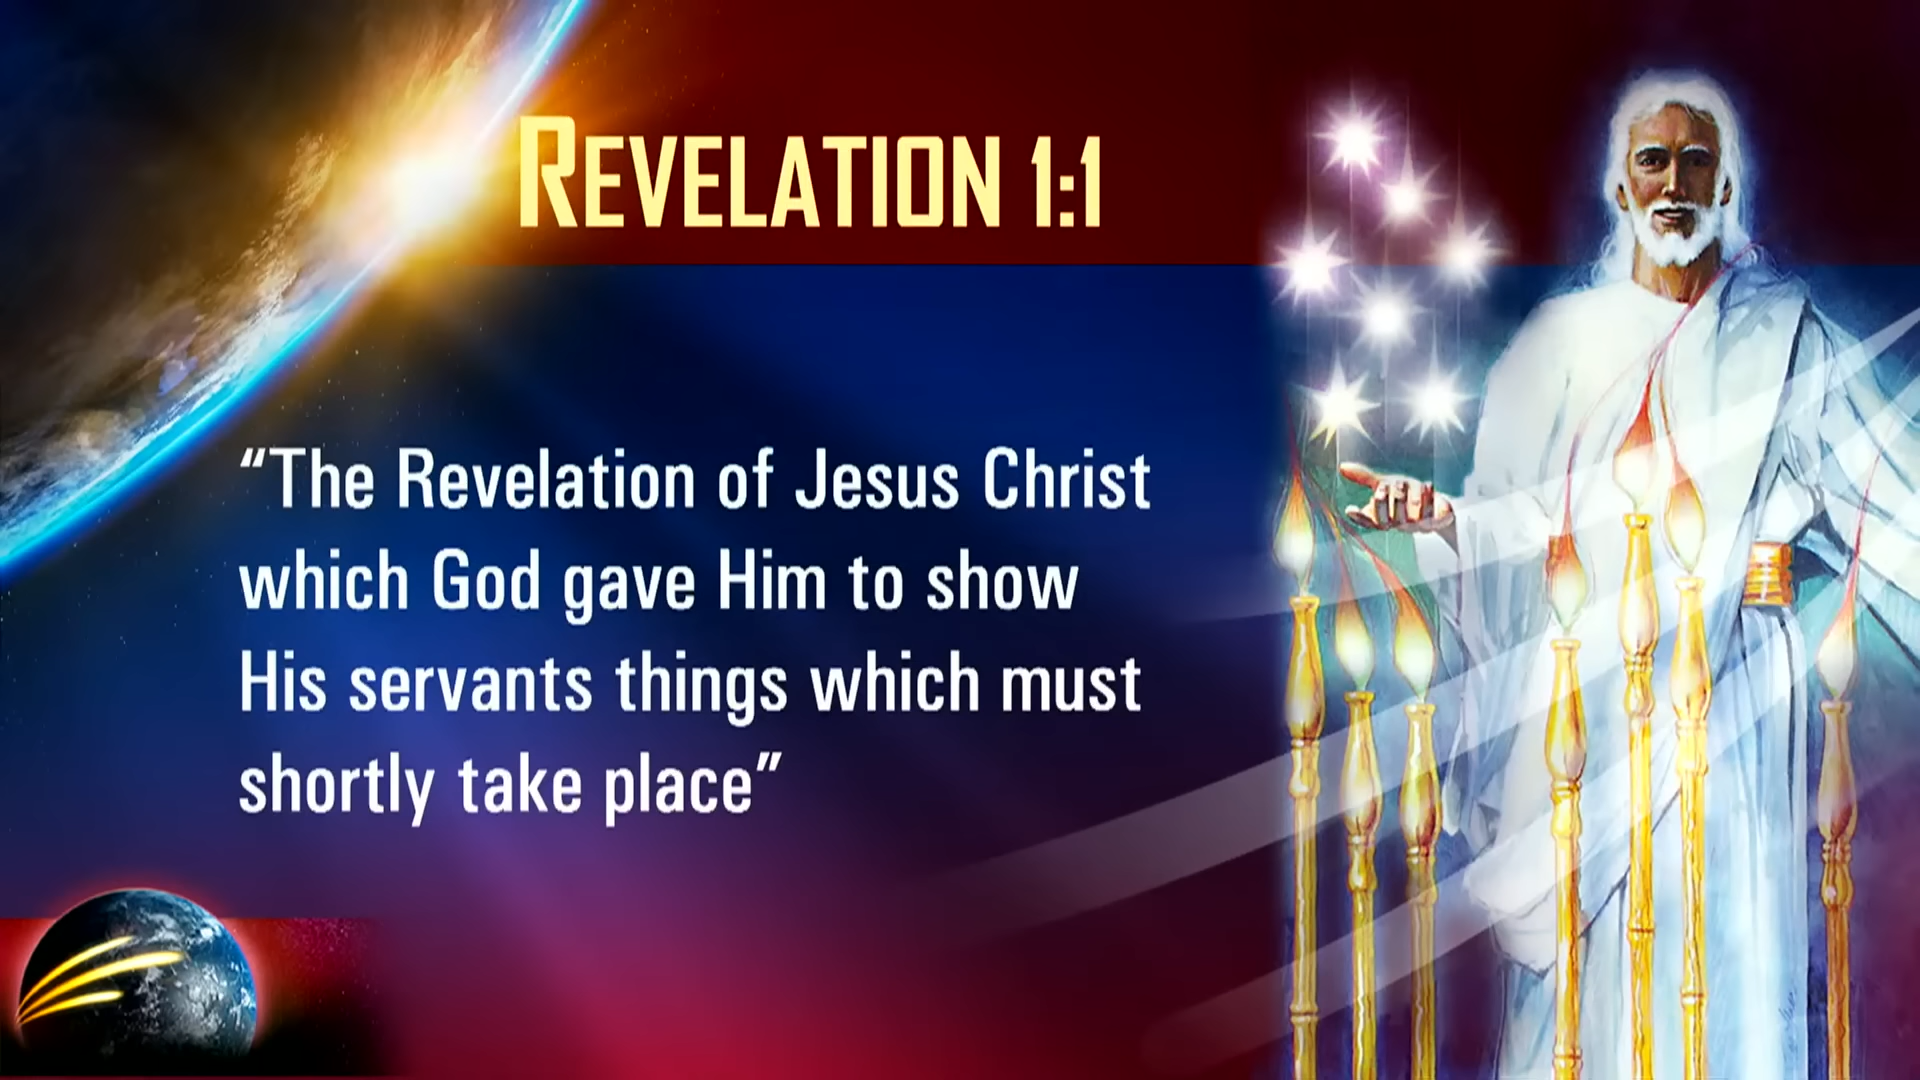 REVELATION 1:1
“The Revelation of Jesus Christ
which God gave Him to show
His servants things which must
shortly take place”